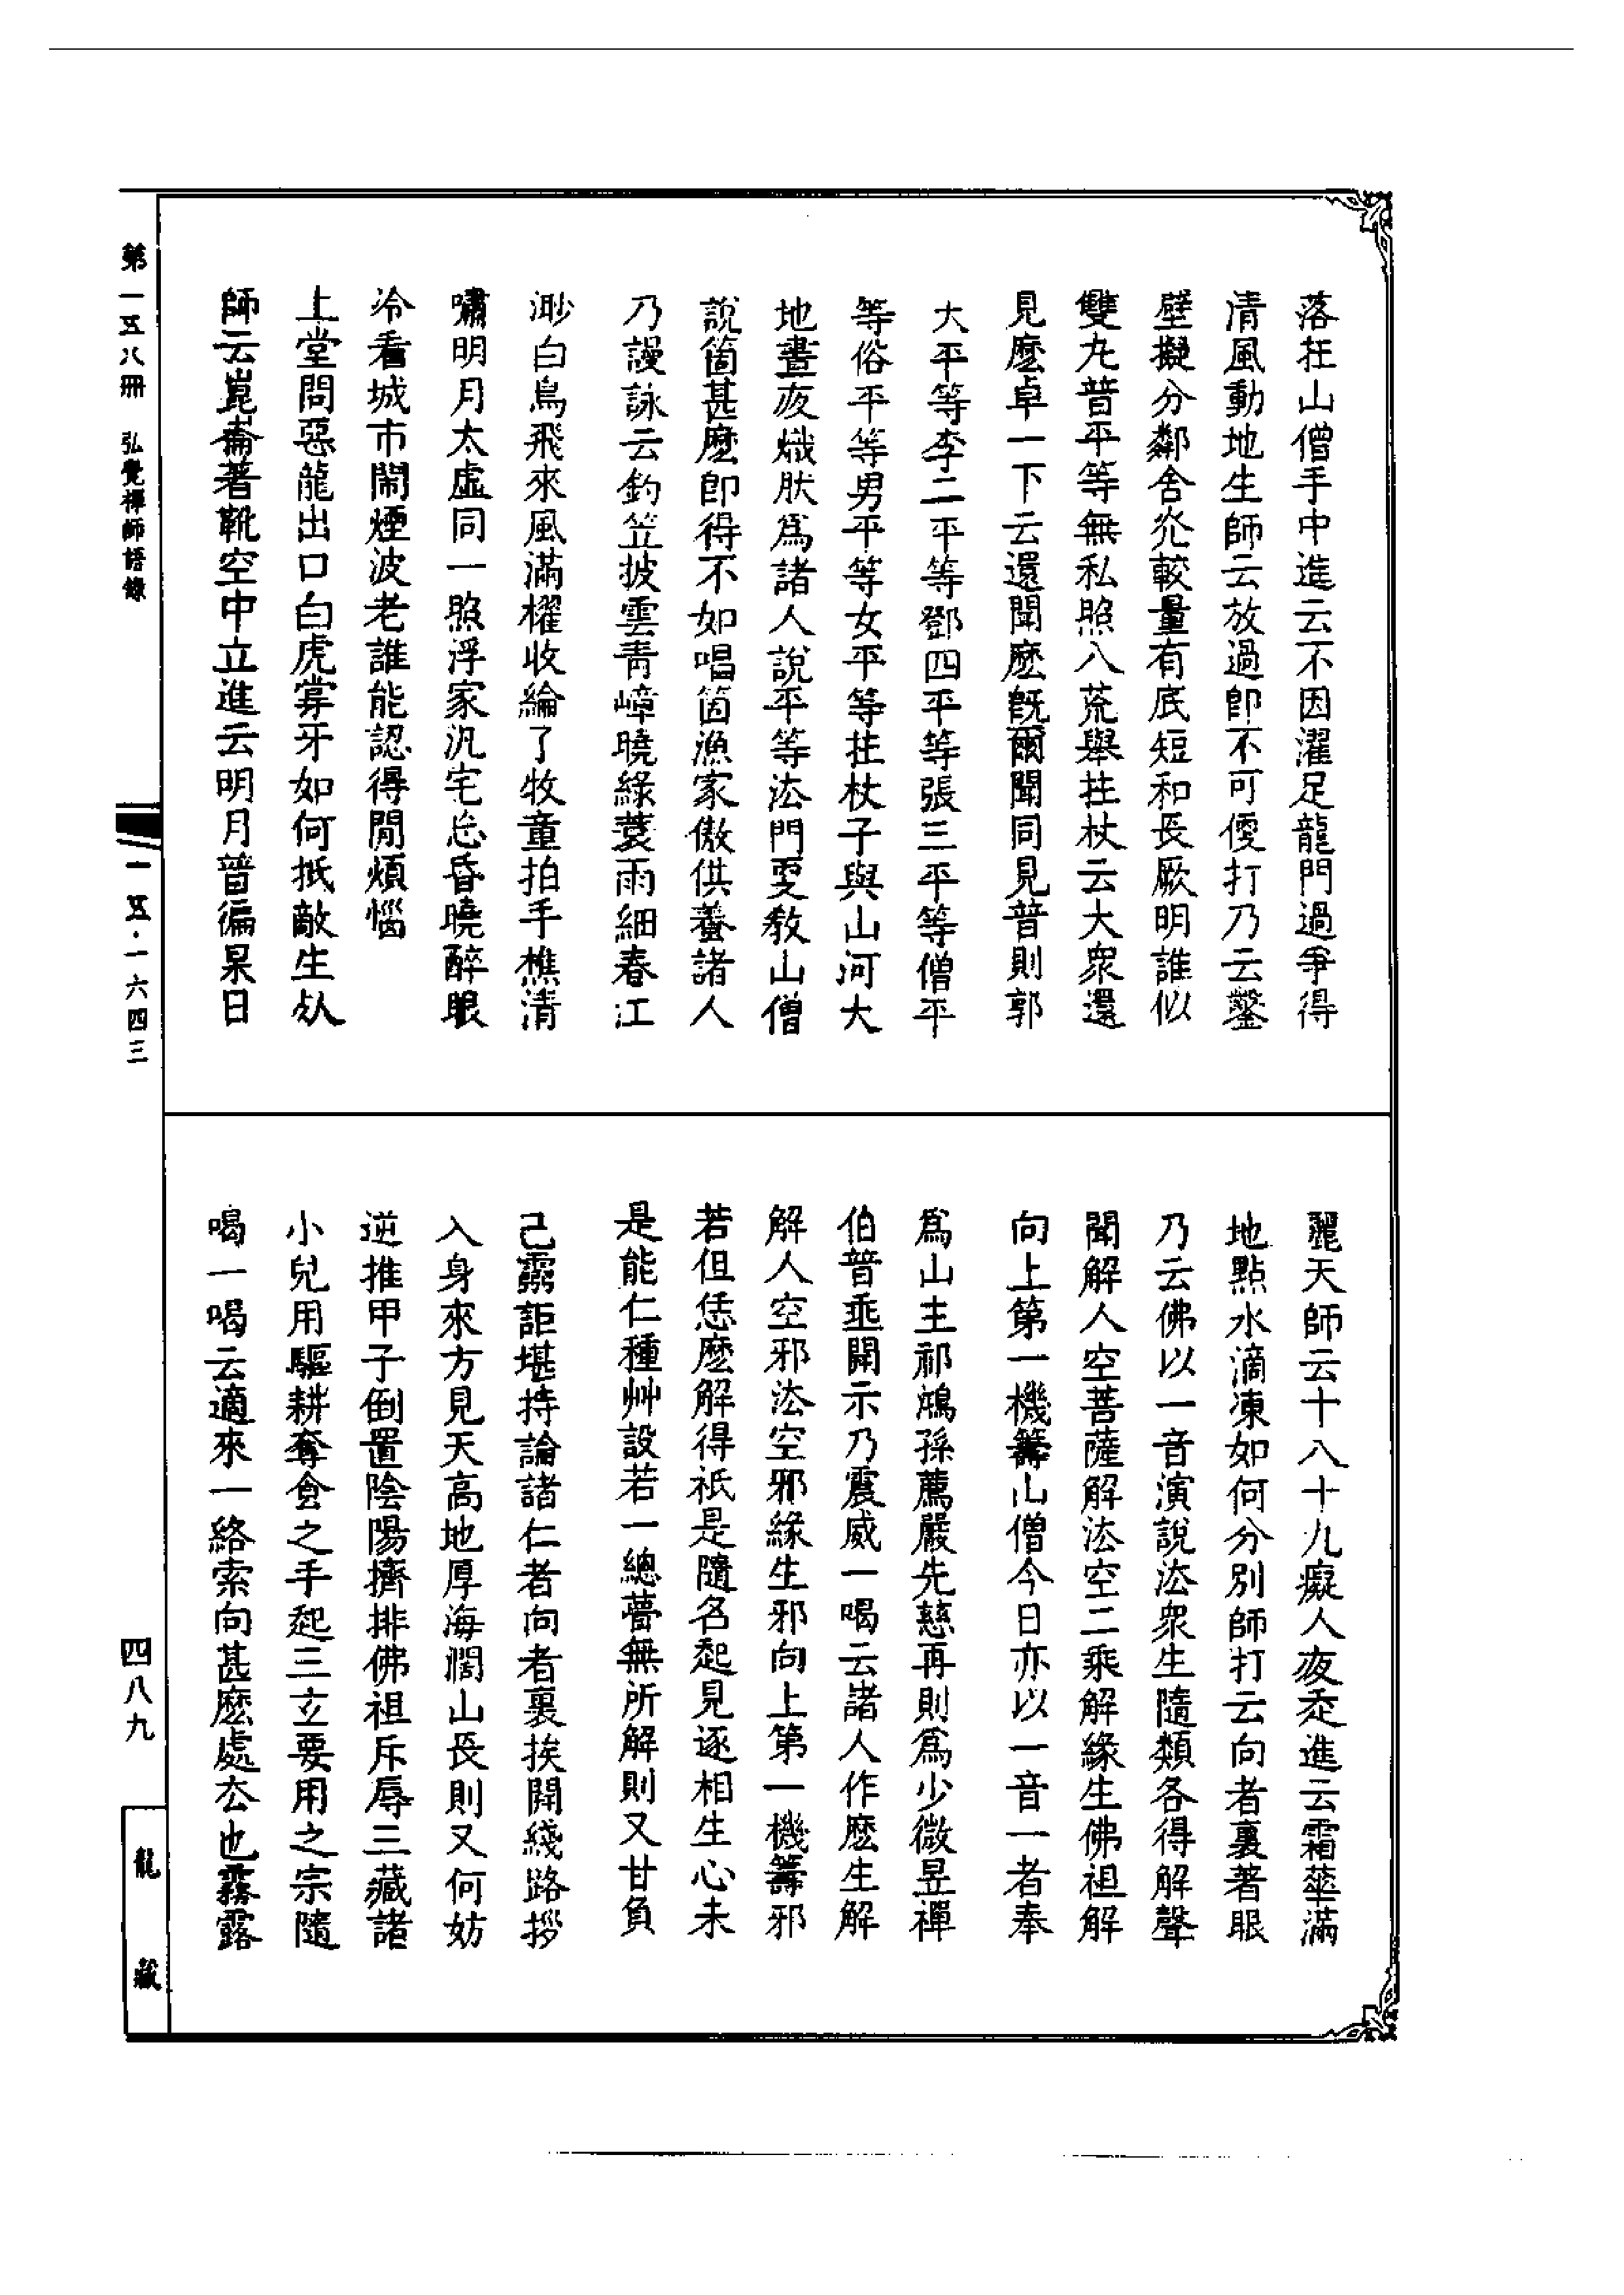 落在山僧手中進云不因濯足龍門過爭得
清風動地生師云放過卽不可便打乃云鑿
壁擬分鄰舍光較量有底短和長厥明誰似
雙丸普平等無私照八荒舉拄杖云大衆還
見麽卓一下云還聞麽旣爾聞同見普則郭
大平等李二平等鄧四平等張三平等僧平
等俗平等男平等女平等拄杖子與山河大
地晝夜熾肰爲諸人說平等法門要教山僧
說箇甚麽卽得不如唱箇漁家傲供養諸人
乃謾詠云釣笠披雲青嶂曉綠蓑雨細春江
渺白鳥飛來風滿櫂收綸了牧童拍手樵清
嘯明月太虛同一照浮家汎宅忘昏曉醉眼
冷看城市鬧煙波老誰能認得閒煩惱
上堂問惡龍出口白虎弄牙如何抵敵生㱔
師云崑崙著靴空中立進云明月普徧杲日
麗天師云十八十九癡人夜走進云霜華滿
地點水滴凍如何分別師打云向者裏著眼
乃云佛以一音演說法衆生隨類各得解聲
聞解人空菩薩解法空二乘解緣生佛祖解
向上第一機籌山僧今日亦以一音一者奉
爲山主祁鴻孫薦嚴先慈再則爲少微昱禪
伯普乖開示乃震威一喝云諸人作麽生解
解人空邪法空邪緣生邪向上第一機籌邪
若但恁麽解得祇是隨名起見逐相生心未
是能仁種艸設若一總夢無所解則又甘負
己靈詎堪持論諸仁者向者裏挨開綫路拶
入身來方見天高地厚海濶山長則又何妨
逆推甲子倒置陰陽擠排佛祖斥辱三藏諸
小兒用驅耕奪食之手起三立要用之宗隨
喝一喝云適來一絡索向甚麽處去也霧露
第一五八冊 弘覺禪師語錄
一五·一六四三
四八九
龍藏